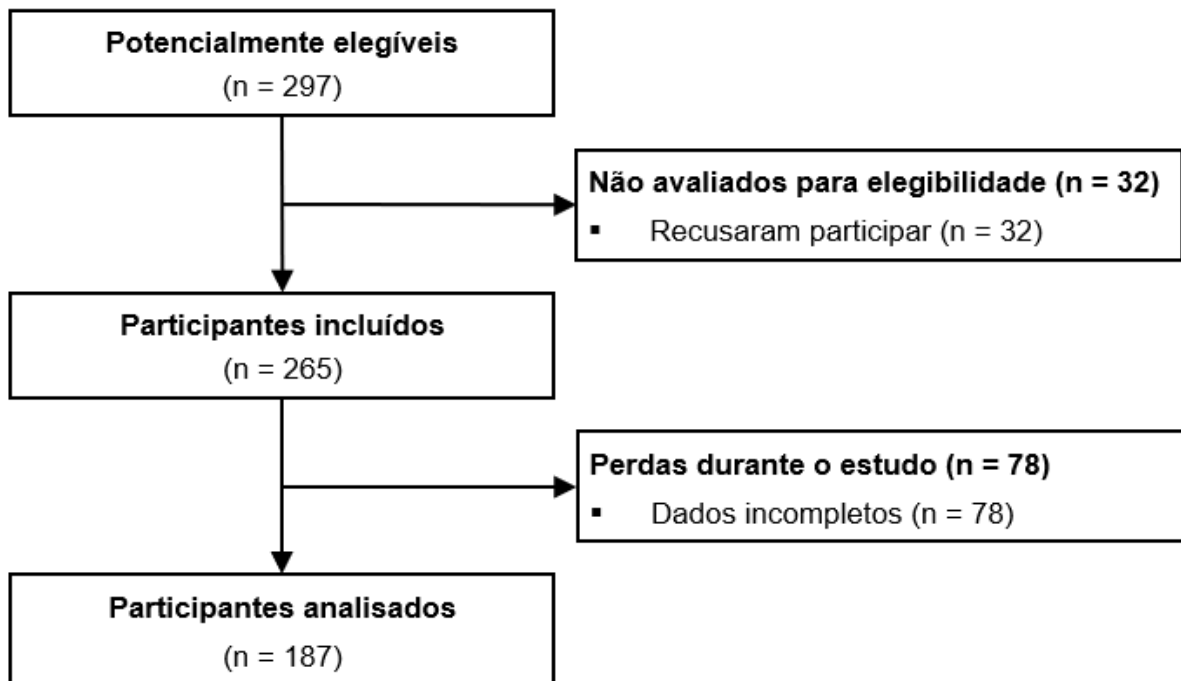 Potencialmente elegíveis
(n = 297)
Não avaliados para elegibilidade (n = 32)
▪ Recusaram participar (n = 32)
Participantes incluídos
(n = 265)
Perdas durante o estudo (n = 78)
▪ Dados incompletos (n = 78)
Participantes analisados
(n = 187)